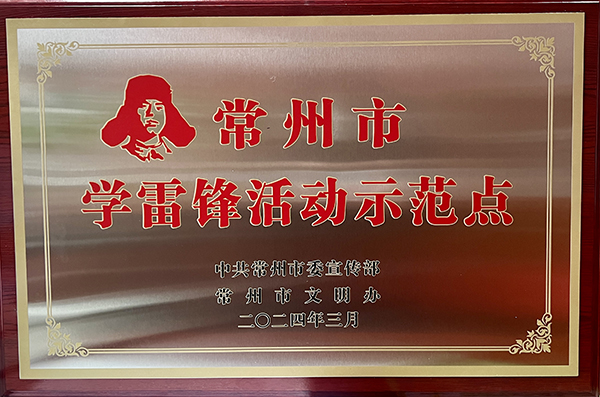 常州市
学雷锋活动示范点
中共常州市委宣传部
常州市文明办
二〇二四年三月